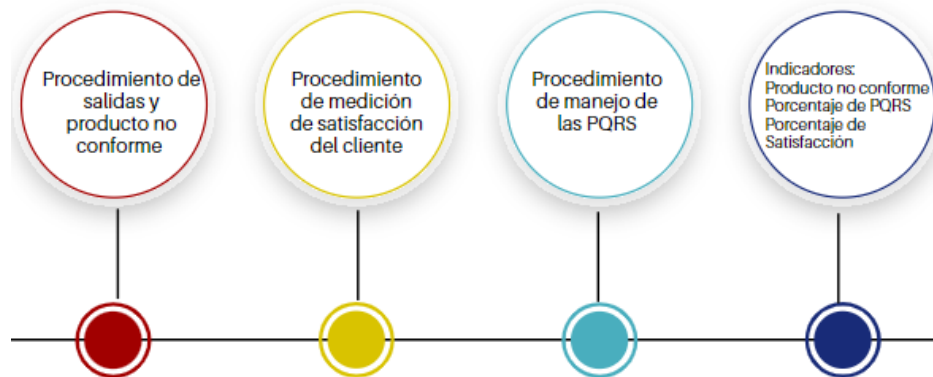 Procedimiento de
salidas y
producto no
conforme
Procedimiento
de medición
de satisfacción
del cliente
Procedimiento
de manejo de
las PQRS
Indicadores:
Producto no conforme
Porcentaje de PQRS
Porcentaje de
Satisfacción